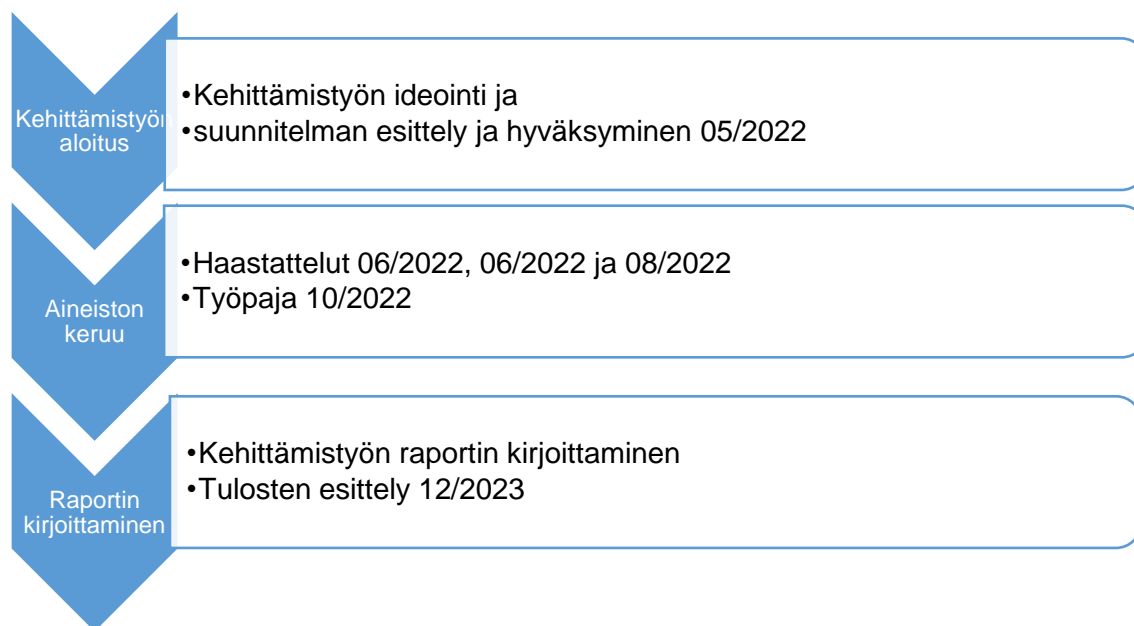 Kehittämistyön
aloitus
•Kehittämistyön ideointi ja
•suunnitelman esittely ja hyväksyminen 05/2022
Aineiston
keruu
•Haastattelut 06/2022, 06/2022 ja 08/2022
•Työpaja 10/2022
Raportin
kirjoittaminen
•Kehittämistyön raportin kirjoittaminen
•Tulosten esittely 12/2023